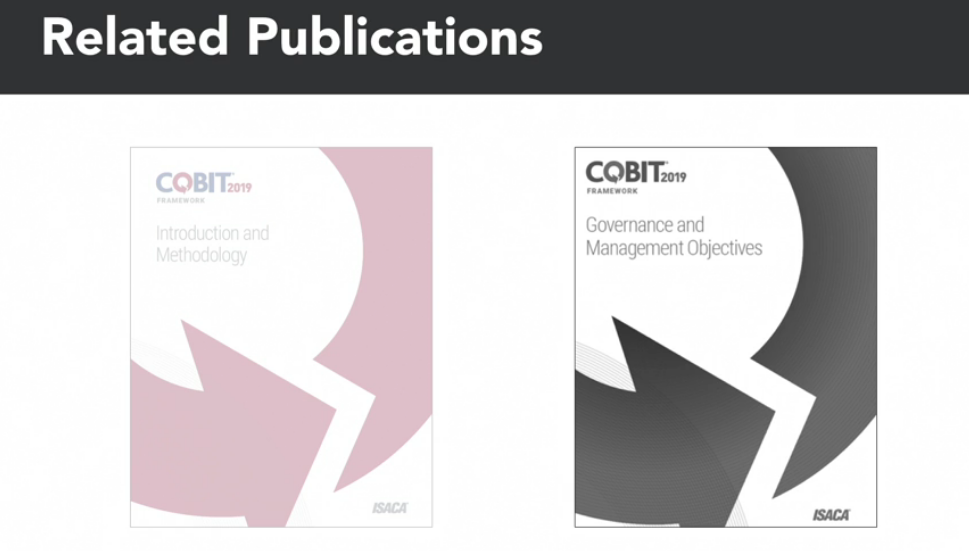 Related Publications
COBIT 2019
FRAMEWORK
Introduction and
Methodology
ISACA
COBIT 2019
FRAMEWORK
Governance and
Management Objectives
ISACA